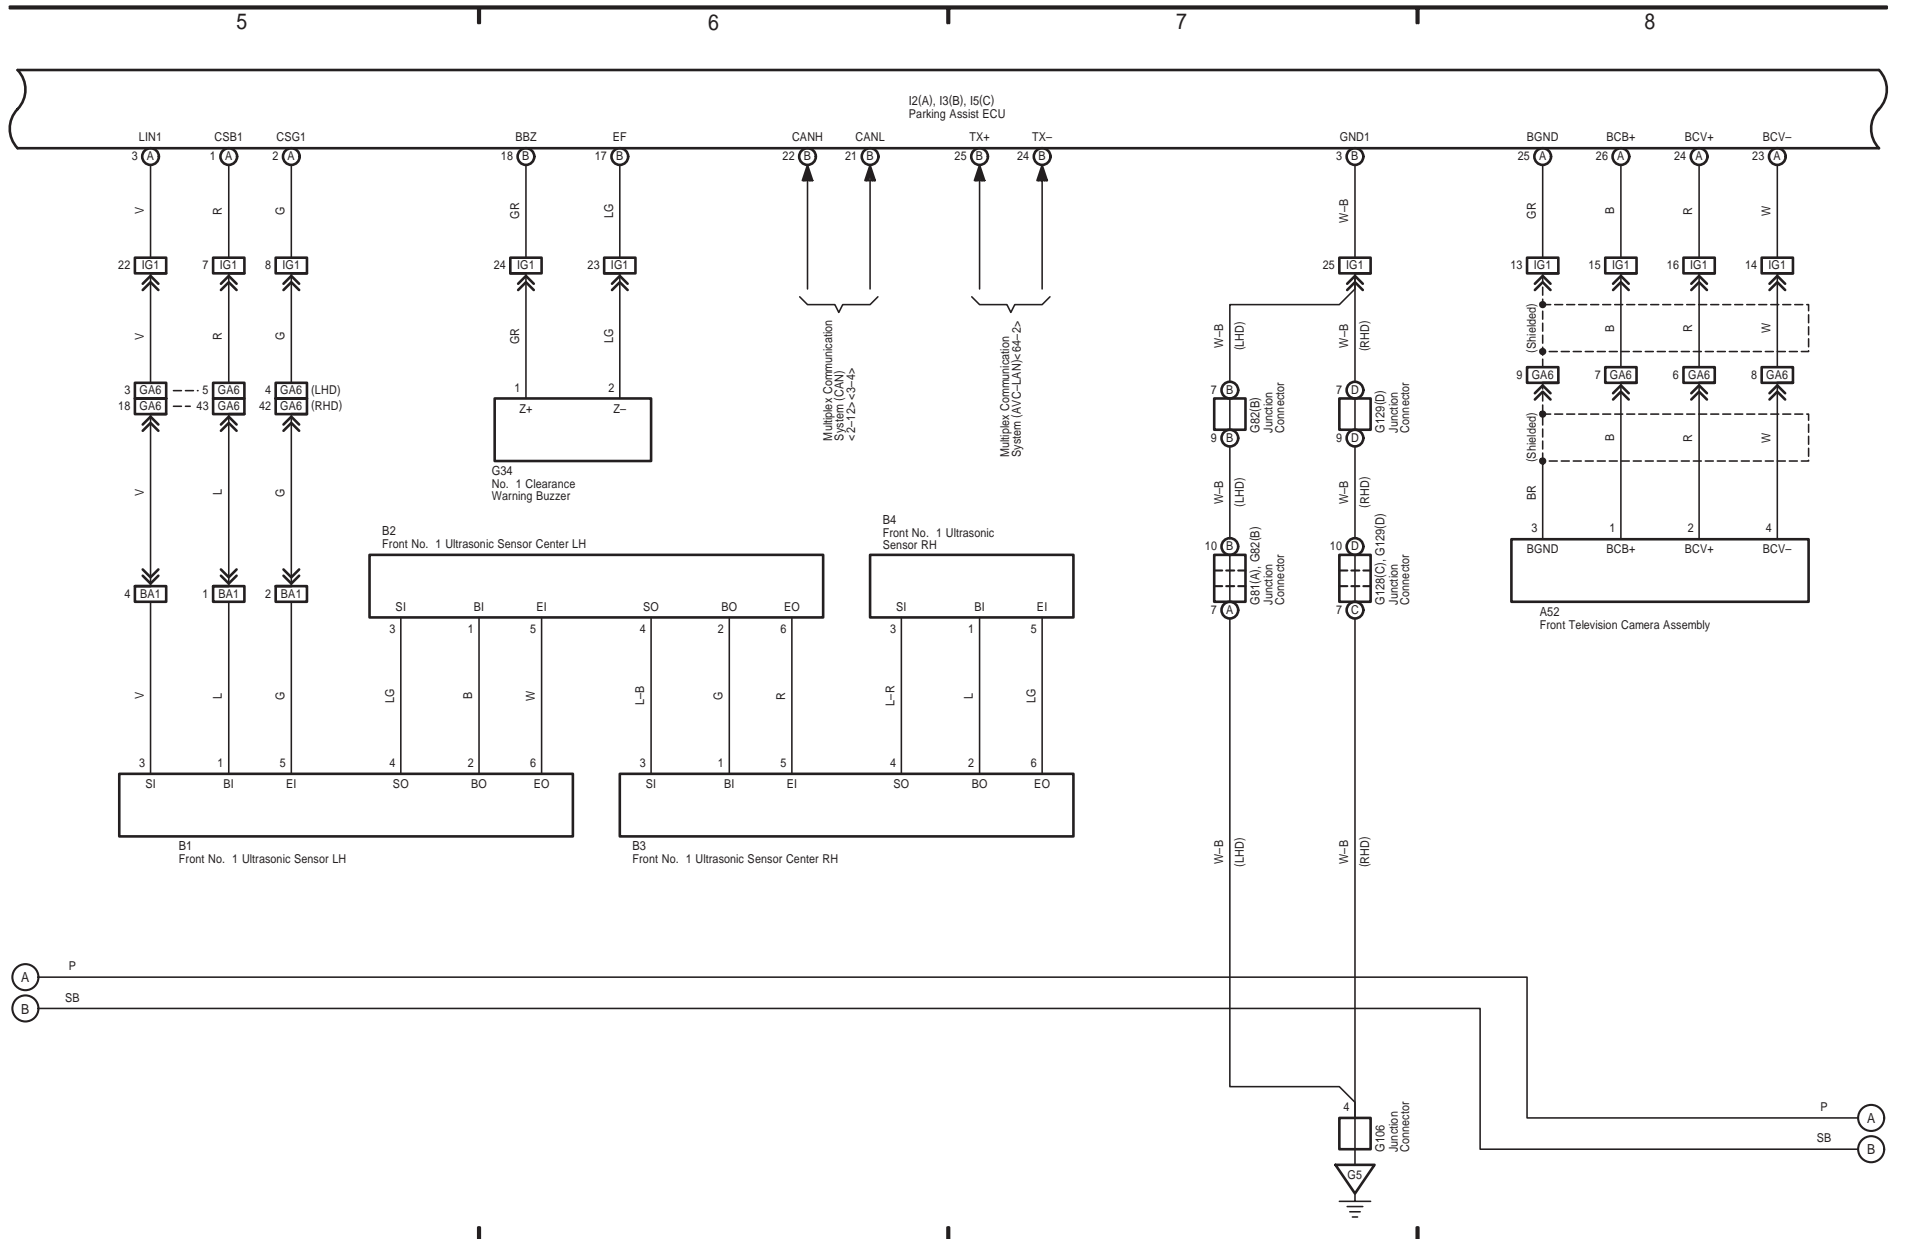 5 6 7 8
I2(A), I3(B), I5(C)
Parking Assist ECU
LIN1 CSB1 CSG1 BBZ EF CANH CANL TX+ TX– GND1 BGND BCB+ BCV+ BCV–
3 A 1 A 2 A 18 B 17 B 22 B 21 B 25 B 24 B 3 B 25 A 26 A 24 A 23 A
V R G GR LG W–B GR B R W
22 IG1 7 IG1 8 IG1 24 IG1 23 IG1 25 IG1 13 IG1 15 IG1 16 IG1 14 IG1
V R G GR LG
Multiplex Communication
System (CAN)
<2–12><3–4>
Multiplex Communication
System (AVC–LAN)<64–2>
W–B
(LHD)
W–B
(RHD)
(Shielded) B R W
3 GA6 5 GA6 4 GA6 (LHD)
18 GA6 43 GA6 42 GA6 (RHD)
1 2
Z+ Z–
G34
No. 1 Clearance
Warning Buzzer
7 B
9 B
G82(B)
Junction
Connector
7 D
9 D
G129(D)
Junction
Connector
9 GA6 7 GA6 6 GA6 8 GA6
(Shielded) B R W
V L G
W–B
(LHD)
W–B
(RHD)
BR
B2
Front No. 1 Ultrasonic Sensor Center LH
B4
Front No. 1 Ultrasonic
Sensor RH
10 B
7 A
G81(A), G82(B)
Junction
Connector
10 D
7 C
G128(C), G129(D)
Junction
Connector
3 1 2 4
BGND BCB+ BCV+ BCV–
A52
Front Television Camera Assembly
4 BA1 1 BA1 2 BA1
SI BI EI SO BO EO SI BI EI
3 1 5 4 2 6 3 1 5
V L G LG B W L–B G R L–R L LG
3 1 5 4 2 6 3 1 5 4 2 6
SI BI EI SO BO EO SI BI EI SO BO EO
B1
Front No. 1 Ultrasonic Sensor LH
B3
Front No. 1 Ultrasonic Sensor Center RH
W–B
(LHD)
W–B
(RHD)
A P
B SB
4
G106
Junction
Connector
G5
P A
SB B